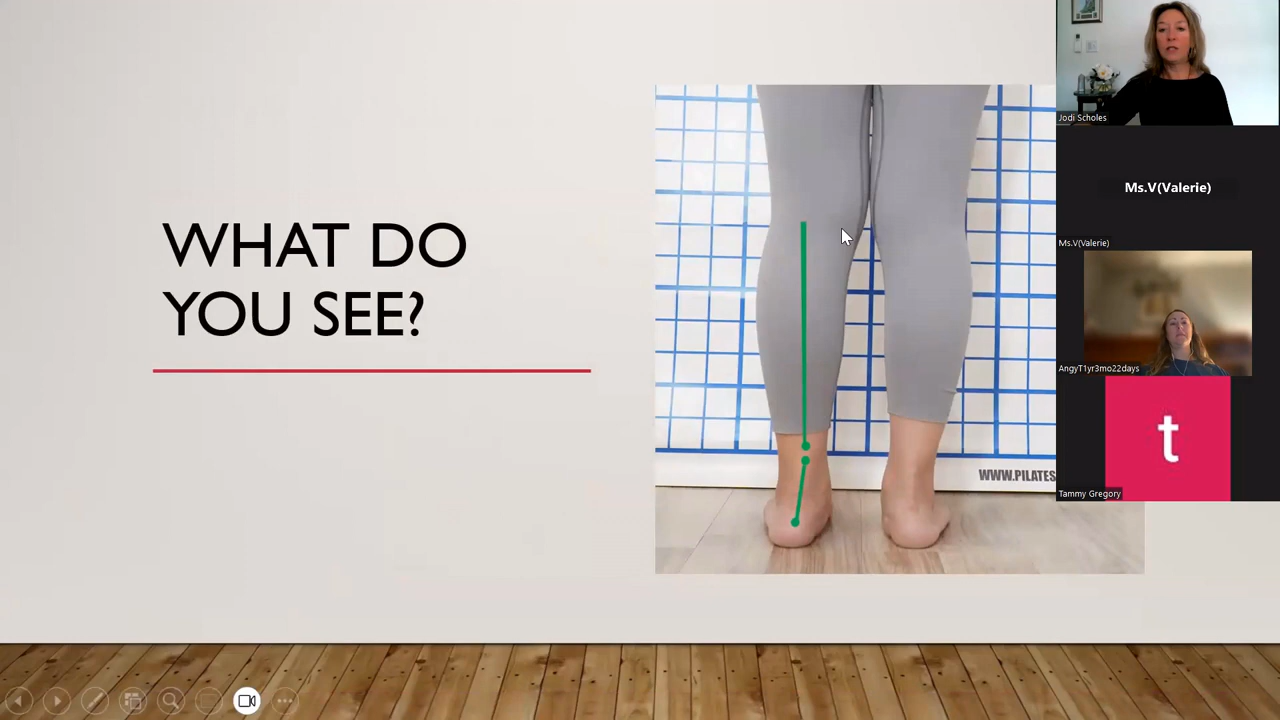 WHAT DO
YOU SEE?
WWW.PILATES
Jodi Scholes
Ms.V(Valerie)
Ms.V(Valerie)
AngyT1yr3mo22days
t
Tammy Gregory